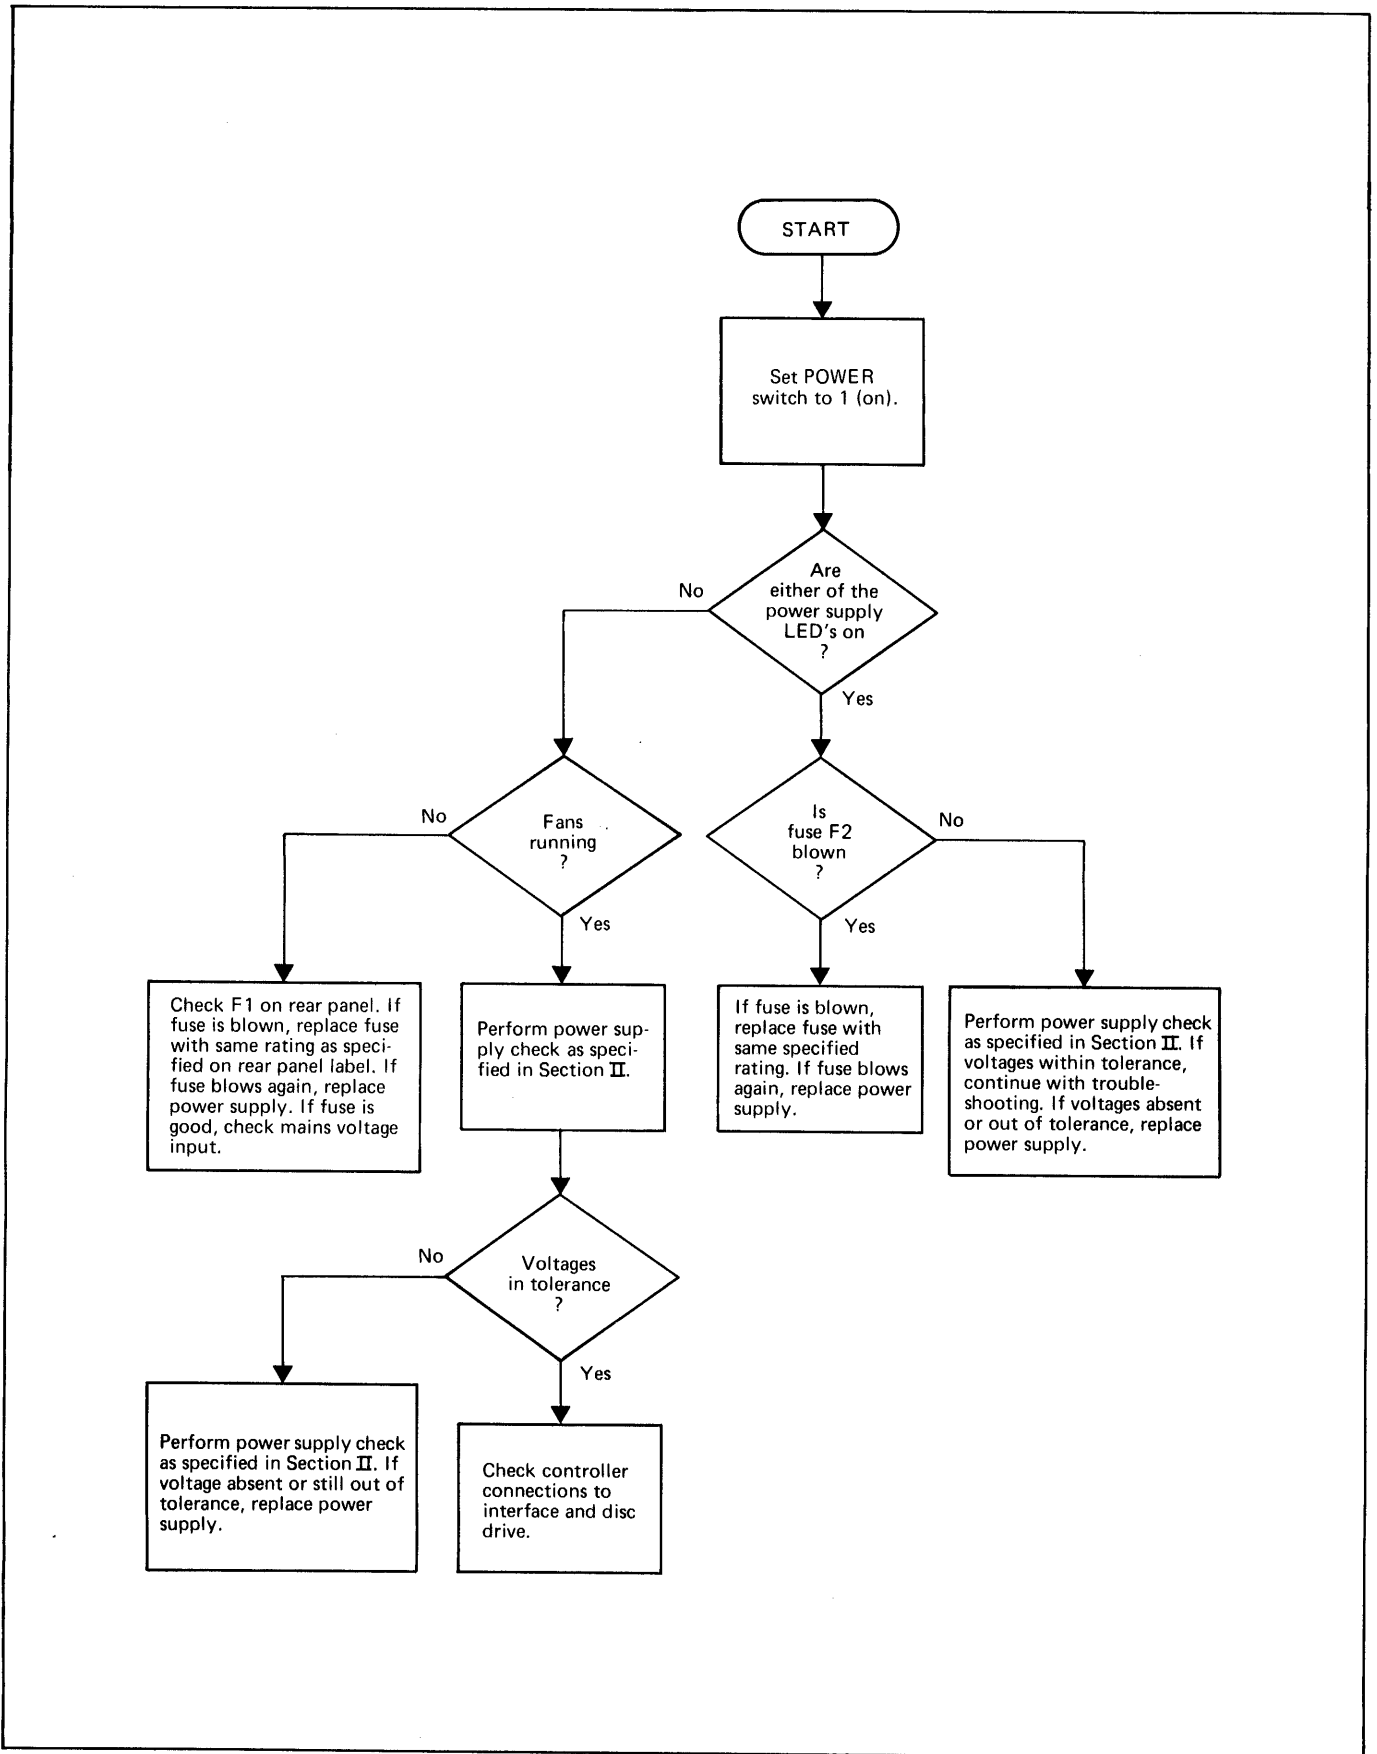 START
Set POWER
switch to 1 (on).
Are
either of the
power supply
LED's on
?
No
Yes
Fans
running
?
No
Yes
Is
fuse F2
blown
?
No
Yes
Check F1 on rear panel. If
fuse is blown, replace fuse
with same rating as speci-
fied on rear panel label. If
fuse blows again, replace
power supply. If fuse is
good, check mains voltage
input.
Perform power sup-
ply check as speci-
fied in Section II.
If fuse is blown,
replace fuse with
same specified
rating. If fuse blows
again, replace power
supply.
Perform power supply check
as specified in Section II. If
voltages within tolerance,
continue with trouble-
shooting. If voltages absent
or out of tolerance, replace
power supply.
Voltages
in tolerance
?
No
Yes
Perform power supply check
as specified in Section II. If
voltage absent or still out of
tolerance, replace power
supply.
Check controller
connections to
interface and disc
drive.